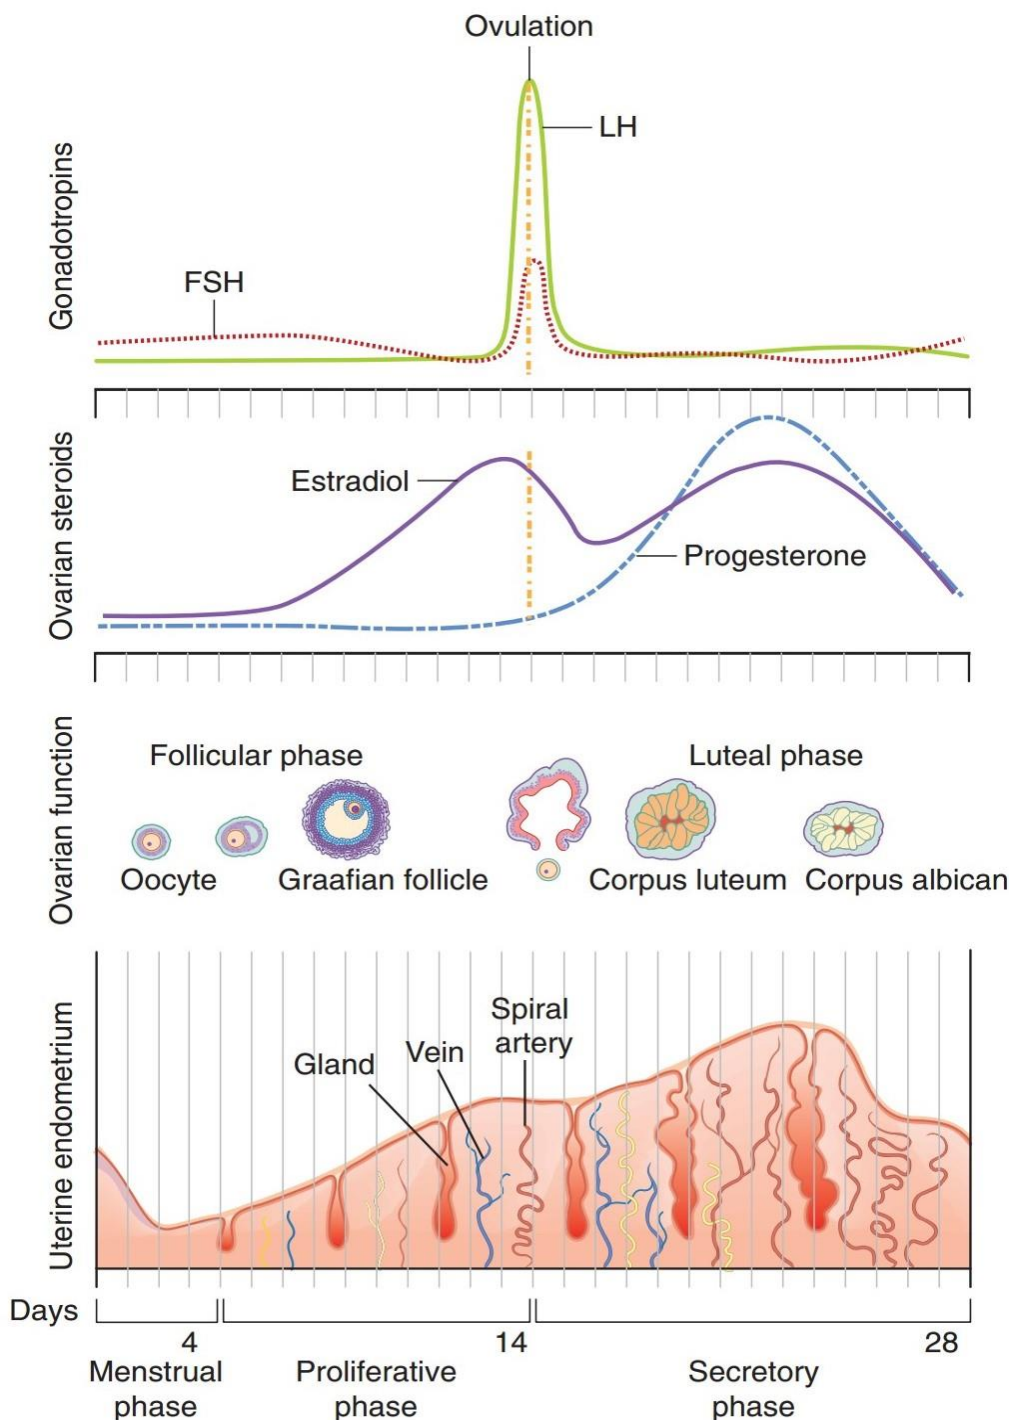 Ovulation
LH
Gonadotropins
FSH
Ovarian steroids
Estradiol
Progesterone
Ovarian function
Follicular phase
Luteal phase
Oocyte
Graafian follicle
Corpus luteum
Corpus albican
Uterine endometrium
Spiral
artery
Vein
Gland
Days
4
14
28
Menstrual
phase
Proliferative
phase
Secretory
phase